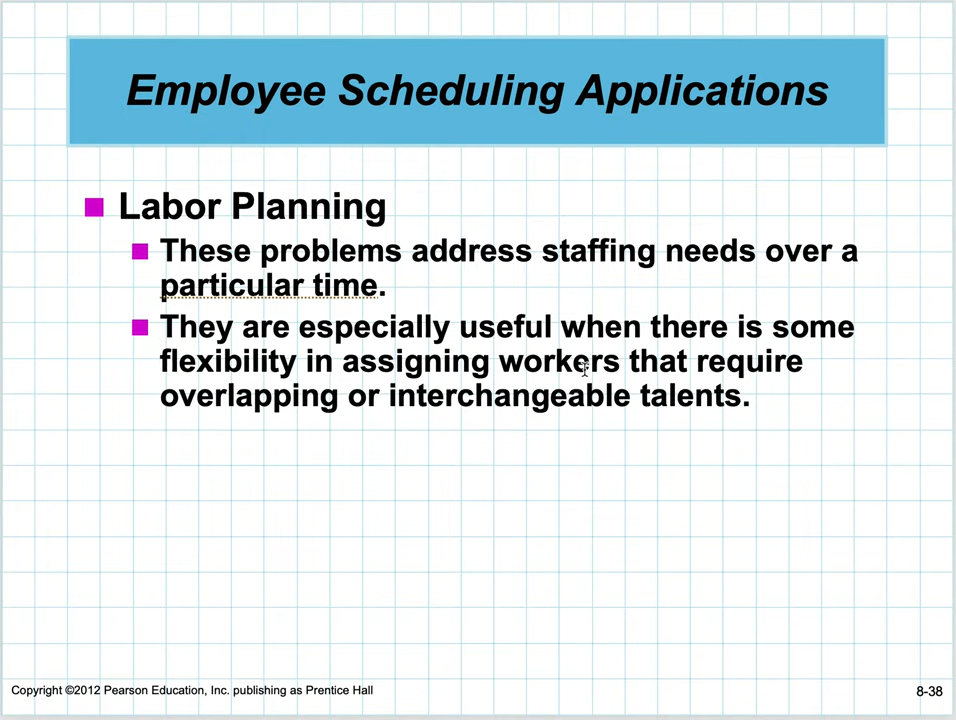 Employee Scheduling Applications
Labor Planning
These problems address staffing needs over a
particular time.
They are especially useful when there is some
flexibility in assigning workers that require
overlapping or interchangeable talents.
Copyright ©2012 Pearson Education, Inc. publishing as Prentice Hall
8-38